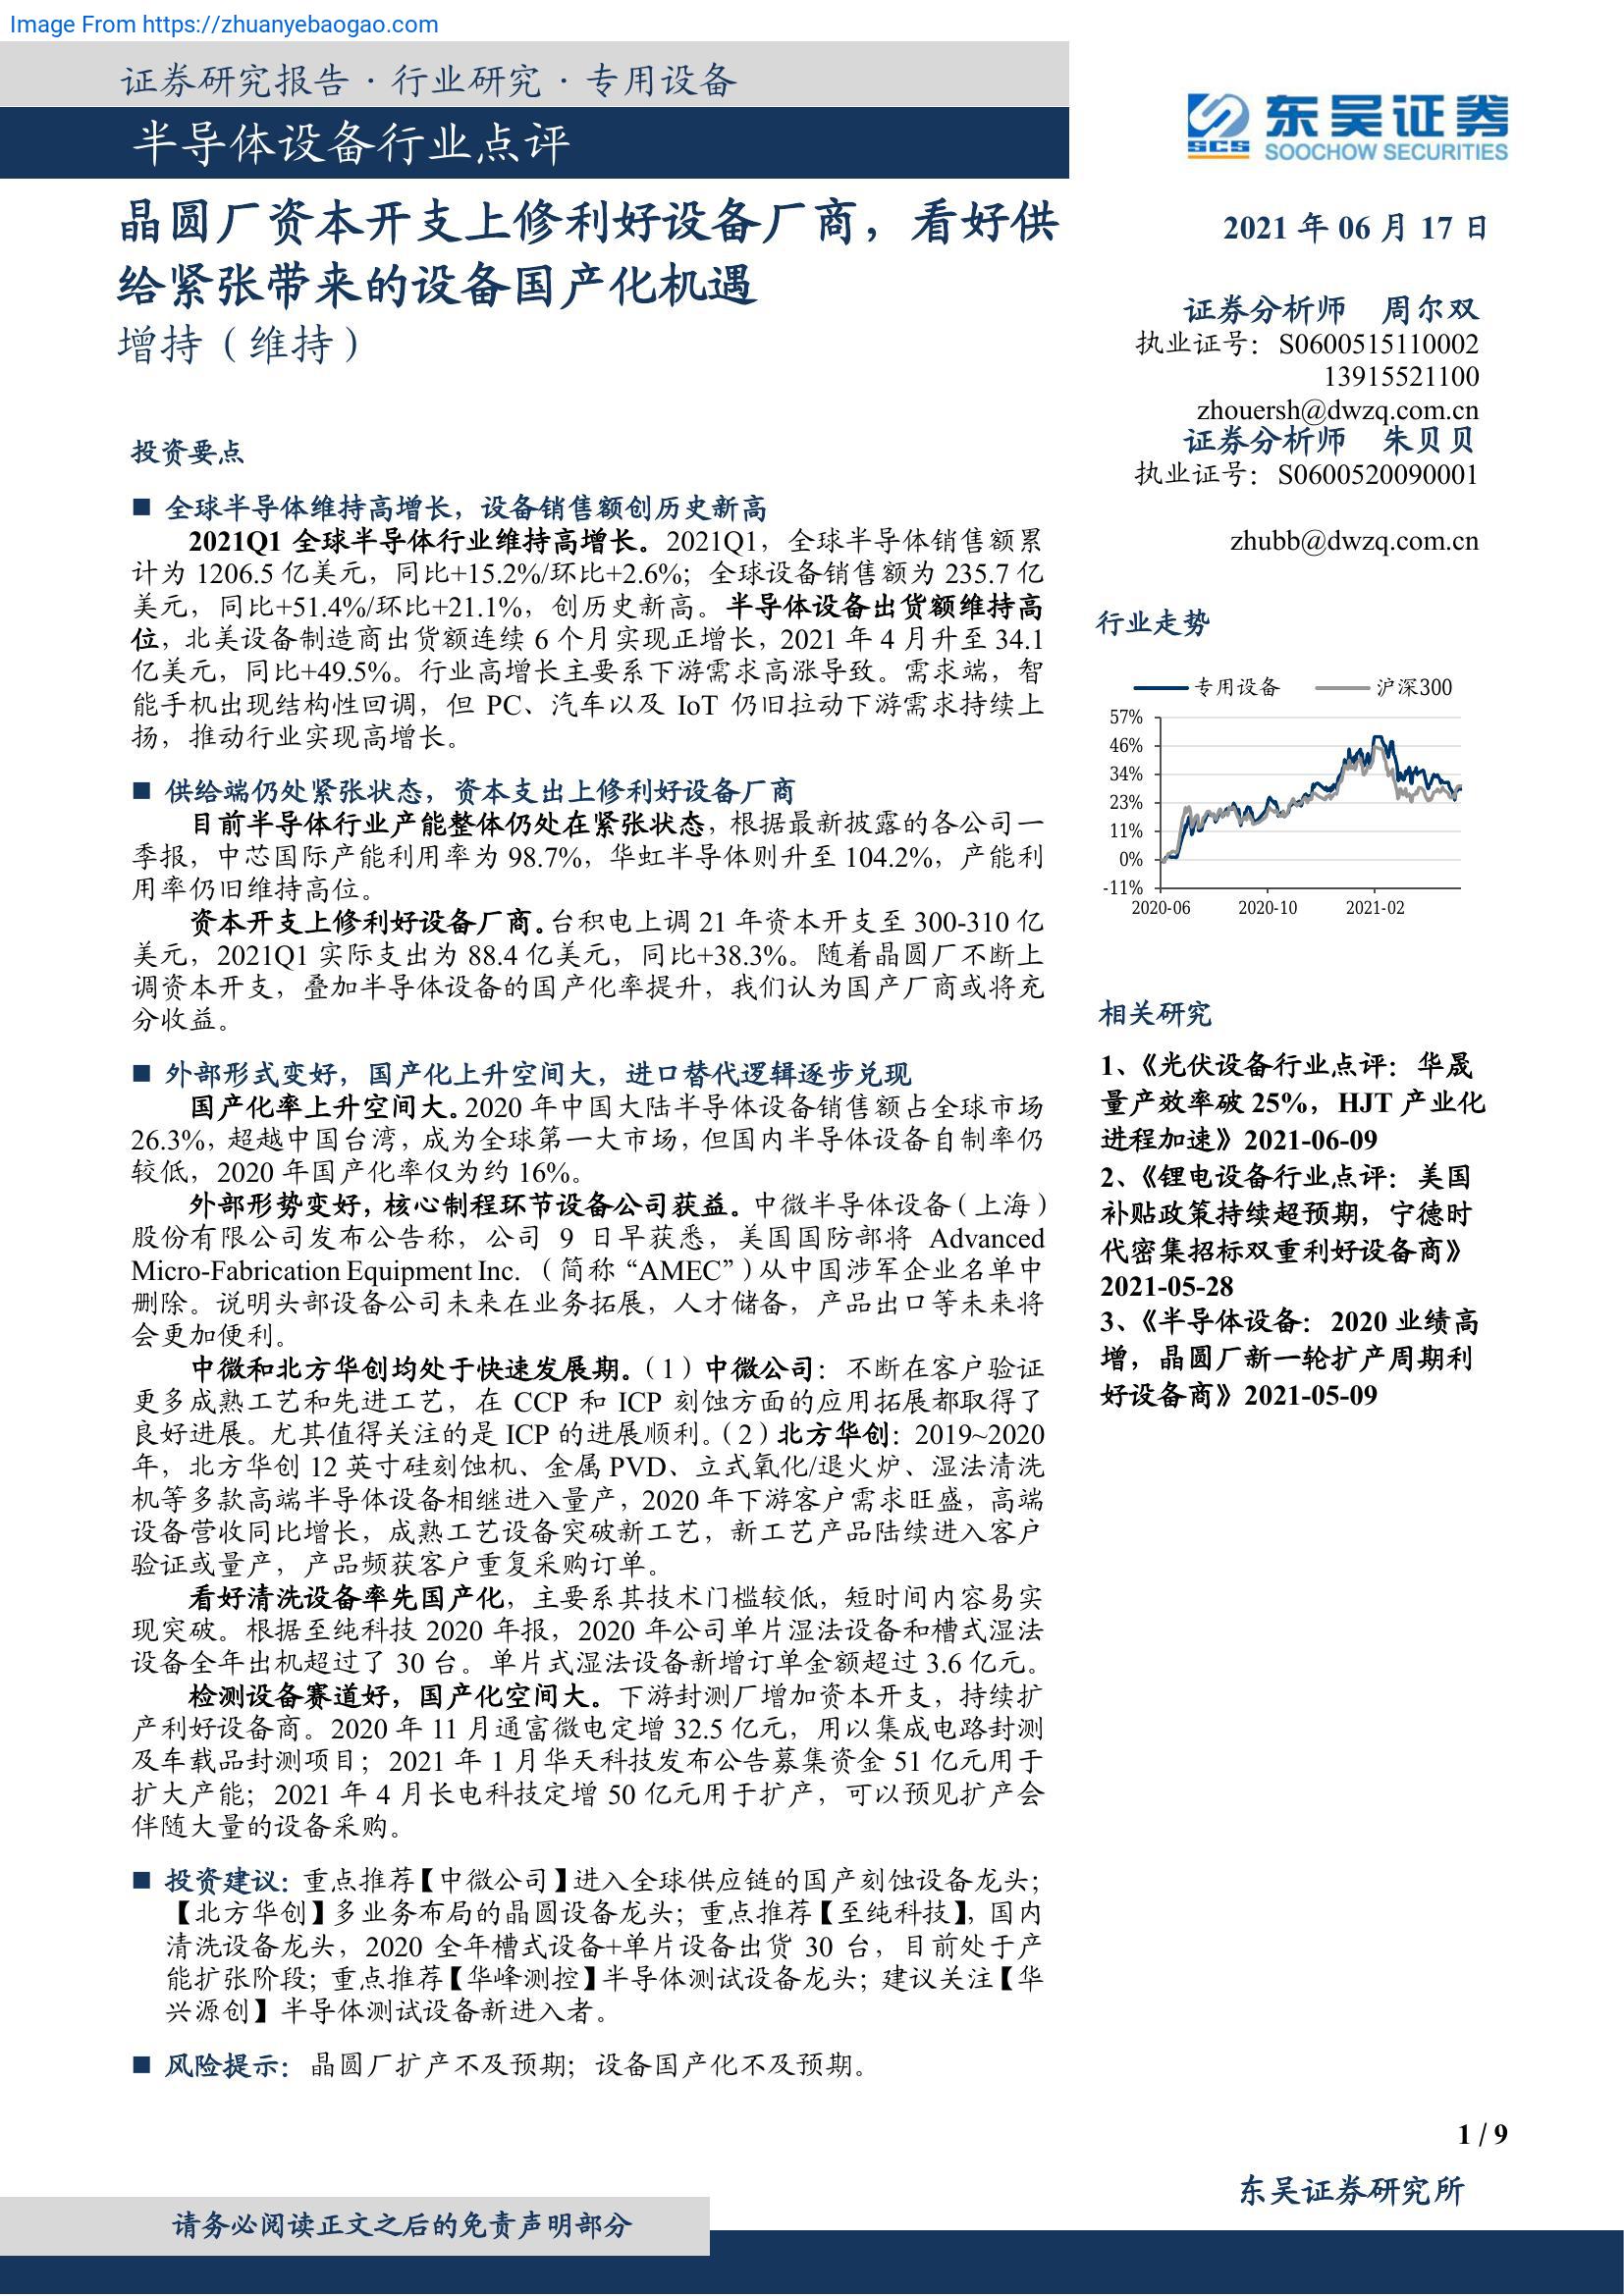 Image From https://zhuanyebaogao.com
证券研究报告·行业研究·专用设备
半导体设备行业点评
东吴证券
SCS
SOOCHOW SECURITIES
晶圆厂资本开支上修利好设备厂商，看好供
给紧张带来的设备国产化机遇
增持（维持）
投资要点
■ 全球半导体维持高增长，设备销售额创历史新高
2021Q1 全球半导体行业维持高增长。2021Q1，全球半导体销售额累
计为 1206.5 亿美元，同比+15.2%/环比+2.6%；全球设备销售额为 235.7 亿
美元，同比+51.4%/环比+21.1%，创历史新高。半导体设备出货额维持高
位，北美设备制造商出货额连续 6 个月实现正增长，2021 年 4 月升至 34.1
亿美元，同比+49.5%。行业高增长主要系下游需求高涨导致。需求端，智
能手机出现结构性回调，但 PC、汽车以及 IoT 仍旧拉动下游需求持续上
扬，推动行业实现高增长。
■ 供给端仍处紧张状态，资本支出上修利好设备厂商
目前半导体行业产能整体仍处在紧张状态，根据最新披露的各公司一
季报，中芯国际产能利用率为 98.7%，华虹半导体则升至 104.2%，产能利
用率仍旧维持高位。
资本开支上修利好设备厂商。台积电上调 21 年资本开支至 300-310 亿
美元，2021Q1 实际支出为 88.4 亿美元，同比+38.3%。随着晶圆厂不断上
调资本开支，叠加半导体设备的国产化率提升，我们认为国产厂商或将充
分收益。
■ 外部形式变好，国产化上升空间大，进口替代逻辑逐步兑现
国产化率上升空间大。2020 年中国大陆半导体设备销售额占全球市场
26.3%，超越中国台湾，成为全球第一大市场，但国内半导体设备自制率仍
较低，2020 年国产化率仅为约 16%。
外部形势变好，核心制程环节设备公司获益。中微半导体设备（上海）
股份有限公司发布公告称，公司 9 日早获悉，美国国防部将 Advanced
Micro-Fabrication Equipment Inc. （简称“AMEC”）从中国涉军企业名单中
删除。说明头部设备公司未来在业务拓展，人才储备，产品出口等未来将
会更加便利。
中微和北方华创均处于快速发展期。（1）中微公司：不断在客户验证
更多成熟工艺和先进工艺，在 CCP 和 ICP 刻蚀方面的应用拓展都取得了
良好进展。尤其值得关注的是 ICP 的进展顺利。（2）北方华创：2019~2020
年，北方华创 12 英寸硅刻蚀机、金属 PVD、立式氧化/退火炉、湿法清洗
机等多款高端半导体设备相继进入量产，2020 年下游客户需求旺盛，高端
设备营收同比增长，成熟工艺设备突破新工艺，新工艺产品陆续进入客户
验证或量产，产品频获客户重复采购订单。
看好清洗设备率先国产化，主要系其技术门槛较低，短时间内容易实
现突破。根据至纯科技 2020 年报，2020 年公司单片湿法设备和槽式湿法
设备全年出机超过了 30 台。单片式湿法设备新增订单金额超过 3.6 亿元。
检测设备赛道好，国产化空间大。下游封测厂增加资本开支，持续扩
产利好设备商。2020 年 11 月通富微电定增 32.5 亿元，用以集成电路封测
及车载品封测项目；2021 年 1 月华天科技发布公告募集资金 51 亿元用于
扩大产能；2021 年 4 月长电科技定增 50 亿元用于扩产，可以预见扩产会
伴随大量的设备采购。
■ 投资建议：重点推荐【中微公司】进入全球供应链的国产刻蚀设备龙头；
【北方华创】多业务布局的晶圆设备龙头；重点推荐【至纯科技】，国内
清洗设备龙头，2020 全年槽式设备+单片设备出货 30 台，目前处于产
能扩张阶段；重点推荐【华峰测控】半导体测试设备龙头；建议关注【华
兴源创】半导体测试设备新进入者。
■ 风险提示：晶圆厂扩产不及预期；设备国产化不及预期。
2021 年 06 月 17 日
证券分析师 周尔双
执业证号：S0600515110002
13915521100
zhouersh@dwzq.com.cn
证券分析师 朱贝贝
执业证号：S0600520090001
zhubb@dwzq.com.cn
行业走势
专用设备 沪深300
57%
46%
34%
23%
11%
0%
-11%
2020-06 2020-10 2021-02
相关研究
1、《光伏设备行业点评：华晟
量产效率破 25%，HJT 产业化
进程加速》2021-06-09
2、《锂电设备行业点评：美国
补贴政策持续超预期，宁德时
代密集招标双重利好设备商》
2021-05-28
3、《半导体设备：2020 业绩高
增，晶圆厂新一轮扩产周期利
好设备商》2021-05-09
1 / 9
东吴证券研究所
请务必阅读正文之后的免责声明部分